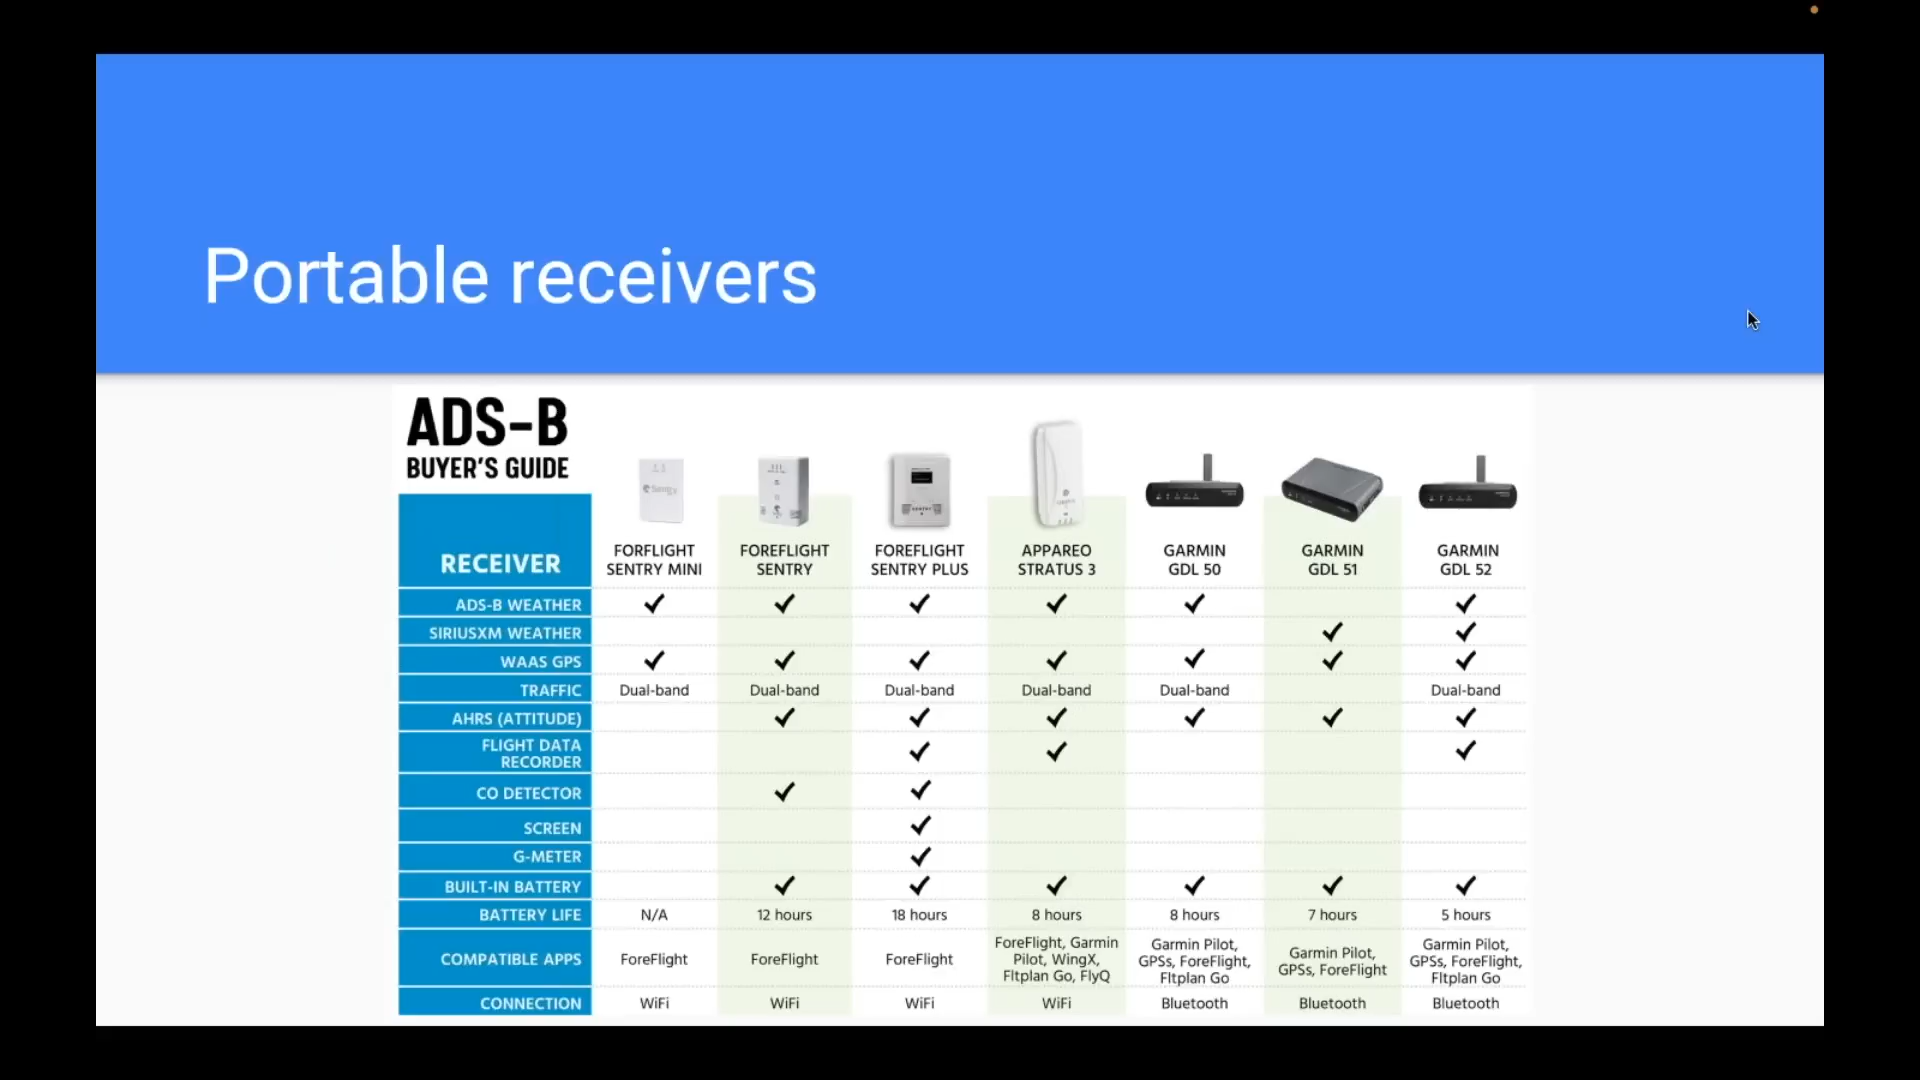 Portable receivers
ADS-B
BUYER'S GUIDE
RECEIVER
FORFLIGHT
SENTRY MINI
FOREFLIGHT
SENTRY
FOREFLIGHT
SENTRY PLUS
APPAREO
STRATUS 3
GARMIN
GDL 50
GARMIN
GDL 51
GARMIN
GDL 52
ADS-B WEATHER
SIRIUSXM WEATHER
WAAS GPS
TRAFFIC Dual-band Dual-band Dual-band Dual-band Dual-band Dual-band
AHRS (ATTITUDE)
FLIGHT DATA
RECORDER
CO DETECTOR
SCREEN
G-METER
BUILT-IN BATTERY
BATTERY LIFE N/A 12 hours 18 hours 8 hours 8 hours 7 hours 5 hours
COMPATIBLE APPS
ForeFlight
ForeFlight
ForeFlight
ForeFlight, Garmin
Pilot, WingX,
Fltplan Go, FlyQ
Garmin Pilot,
GPSs, ForeFlight,
Fltplan Go
Garmin Pilot,
GPSs, ForeFlight
Garmin Pilot,
GPSs, ForeFlight,
Fltplan Go
CONNECTION WiFi WiFi WiFi WiFi Bluetooth Bluetooth Bluetooth